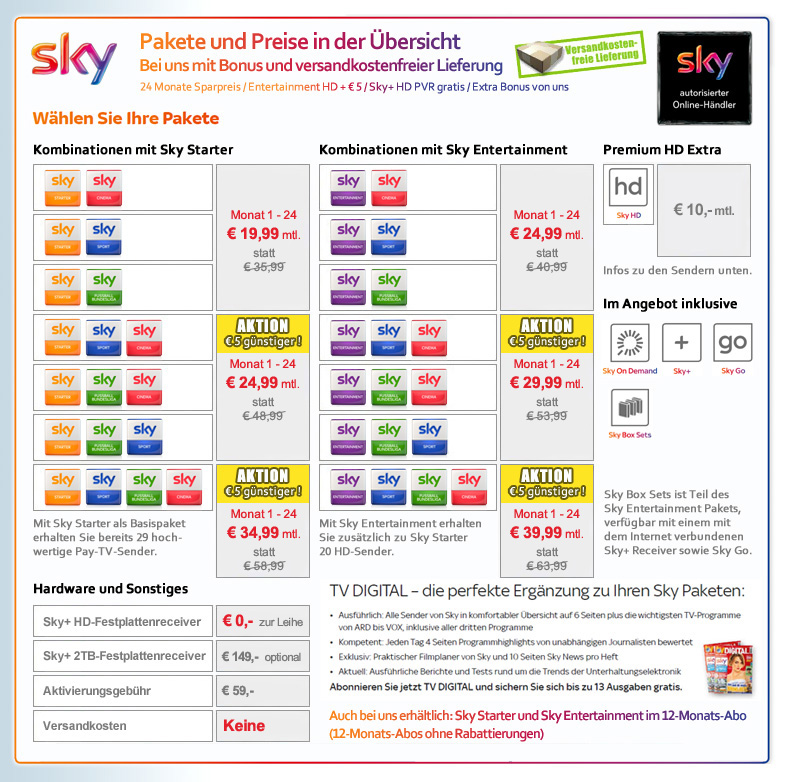 sky
Pakete und Preise in der Übersicht
Bei uns mit Bonus und versandkostenfreier Lieferung
24 Monate Sparpreis / Entertainment HD + € 5 / Sky+ HD PVR gratis / Extra Bonus von uns
Versandkosten-
freie Lieferung
sky
autorisierter
Online-Händler
Wählen Sie Ihre Pakete
Kombinationen mit Sky Starter
sky STARTER sky CINEMA
sky STARTER sky SPORT
sky STARTER sky FUSSBALL BUNDESLIGA
Monat 1 - 24
€ 19,99 mtl.
statt
€ 35,99
sky STARTER sky SPORT sky CINEMA
sky STARTER sky FUSSBALL BUNDESLIGA sky CINEMA
sky STARTER sky FUSSBALL BUNDESLIGA sky SPORT
AKTION
€ 5 günstiger!
Monat 1 - 24
€ 24,99 mtl.
statt
€ 48,99
sky STARTER sky SPORT sky FUSSBALL BUNDESLIGA sky CINEMA
AKTION
€ 5 günstiger!
Monat 1 - 24
€ 34,99 mtl.
statt
€ 58,99
Mit Sky Starter als Basispaket
erhalten Sie bereits 29 hoch-
wertige Pay-TV-Sender.
Kombinationen mit Sky Entertainment
sky ENTERTAINMENT sky CINEMA
sky ENTERTAINMENT sky SPORT
sky ENTERTAINMENT sky FUSSBALL BUNDESLIGA
Monat 1 - 24
€ 24,99 mtl.
statt
€ 40,99
sky ENTERTAINMENT sky SPORT sky CINEMA
sky ENTERTAINMENT sky FUSSBALL BUNDESLIGA sky CINEMA
sky ENTERTAINMENT sky FUSSBALL BUNDESLIGA sky SPORT
AKTION
€ 5 günstiger!
Monat 1 - 24
€ 29,99 mtl.
statt
€ 53,99
sky ENTERTAINMENT sky SPORT sky FUSSBALL BUNDESLIGA sky CINEMA
AKTION
€ 5 günstiger!
Monat 1 - 24
€ 39,99 mtl.
statt
€ 63,99
Mit Sky Entertainment erhalten
Sie zusätzlich zu Sky Starter
20 HD-Sender.
Premium HD Extra
hd
Sky HD
€ 10,- mtl.
Infos zu den Sendern unten.
Im Angebot inklusive
Sky On Demand
+
Sky+
go
Sky Go
Sky Box Sets
Sky Box Sets ist Teil des
Sky Entertainment Pakets,
verfügbar mit einem mit
dem Internet verbundenen
Sky+ Receiver sowie Sky Go.
Hardware und Sonstiges
Sky+ HD-Festplattenreceiver € 0,- zur Leihe
Sky+ 2TB-Festplattenreceiver € 149,- optional
Aktivierungsgebühr € 59,-
Versandkosten Keine
TV DIGITAL – die perfekte Ergänzung zu Ihren Sky Paketen:
• Ausführlich: Alle Sender von Sky in komfortabler Übersicht auf 6 Seiten plus die wichtigsten TV-Programme
von ARD bis VOX, inklusive aller dritten Programme
• Kompetent: Jeden Tag 4 Seiten Programmhighlights von unabhängigen Journalisten bewertet
• Exklusiv: Praktischer Filmplaner von Sky und 10 Seiten Sky News pro Heft
• Aktuell: Ausführliche Berichte und Tests rund um die Trends der Unterhaltungselektronik
Abonnieren Sie jetzt TV DIGITAL und sichern Sie sich bis zu 13 Ausgaben gratis.
DIGITAL
Auch bei uns erhältlich: Sky Starter und Sky Entertainment im 12-Monats-Abo
(12-Monats-Abos ohne Rabattierungen)